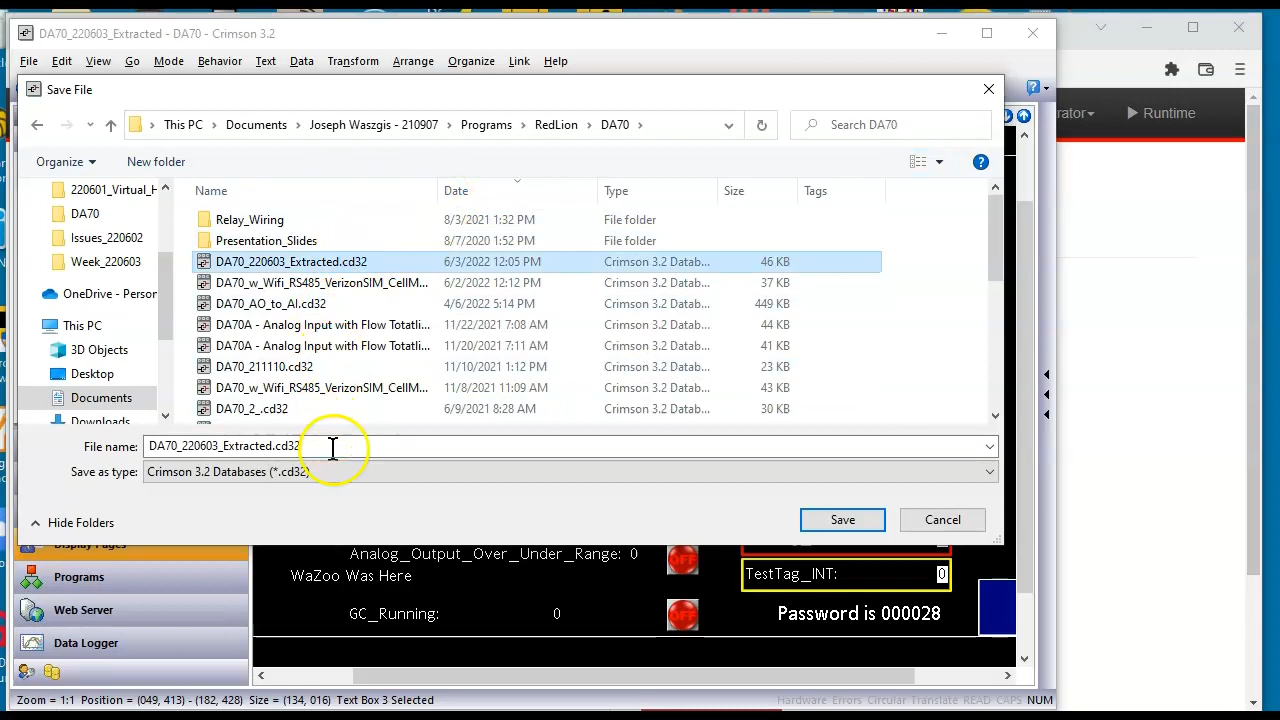 DA70_220603_Extracted - DA70 - Crimson 3.2
File Edit View Go Mode Behavior Text Data Transform Arrange Organize Link Help
Save File
This PC > Documents > Joseph Waszgis - 210907 > Programs > RedLion > DA70 >
Search DA70
Runtime
Organize New folder
Name Date Type Size Tags
220601_Virtual_H
DA70
Issues_220602
Week_220603
OneDrive - Person
This PC
3D Objects
Desktop
Documents
Downloads
Relay_Wiring 8/3/2021 1:32 PM File folder
Presentation_Slides 8/7/2020 1:52 PM File folder
DA70_220603_Extracted.cd32 6/3/2022 12:05 PM Crimson 3.2 Datab... 46 KB
DA70_w_Wifi_RS485_VerizonSIM_CellM... 6/2/2022 12:12 PM Crimson 3.2 Datab... 37 KB
DA70_AO_to_AI.cd32 4/6/2022 5:14 PM Crimson 3.2 Datab... 449 KB
DA70A - Analog Input with Flow Totatli... 11/22/2021 7:08 AM Crimson 3.2 Datab... 44 KB
DA70A - Analog Input with Flow Totatli... 11/20/2021 7:11 AM Crimson 3.2 Datab... 41 KB
DA70_211110.cd32 11/10/2021 1:12 PM Crimson 3.2 Datab... 23 KB
DA70_w_Wifi_RS485_VerizonSIM_CellM... 11/8/2021 11:09 AM Crimson 3.2 Datab... 43 KB
DA70_2_.cd32 6/9/2021 8:28 AM Crimson 3.2 Datab... 30 KB
File name: DA70_220603_Extracted.cd32
Save as type: Crimson 3.2 Databases (*.cd32)
Hide Folders Save Cancel
Display Pages
Programs
Web Server
Data Logger
Analog_Output_Over_Under_Range: 0 OFF
WaZoo Was Here
GC_Running: 0 OFF
TestTag_INT: 0
Password is 000028
Zoom = 1:1 Position = (049, 413) - (182, 428) Size = (134, 016) Text Box 3 Selected
Hardware Errors Circular Translate READ CAPS NUM